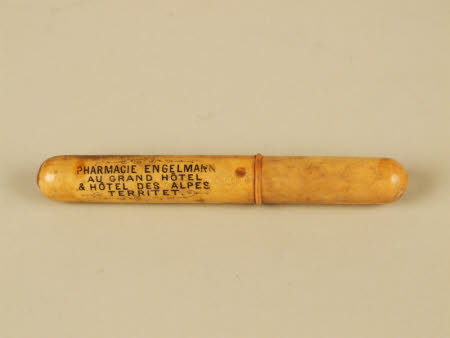 PHARMACIE ENGELMANN
AU GRAND HÔTEL
& HÔTEL DES ALPES
TERRITET